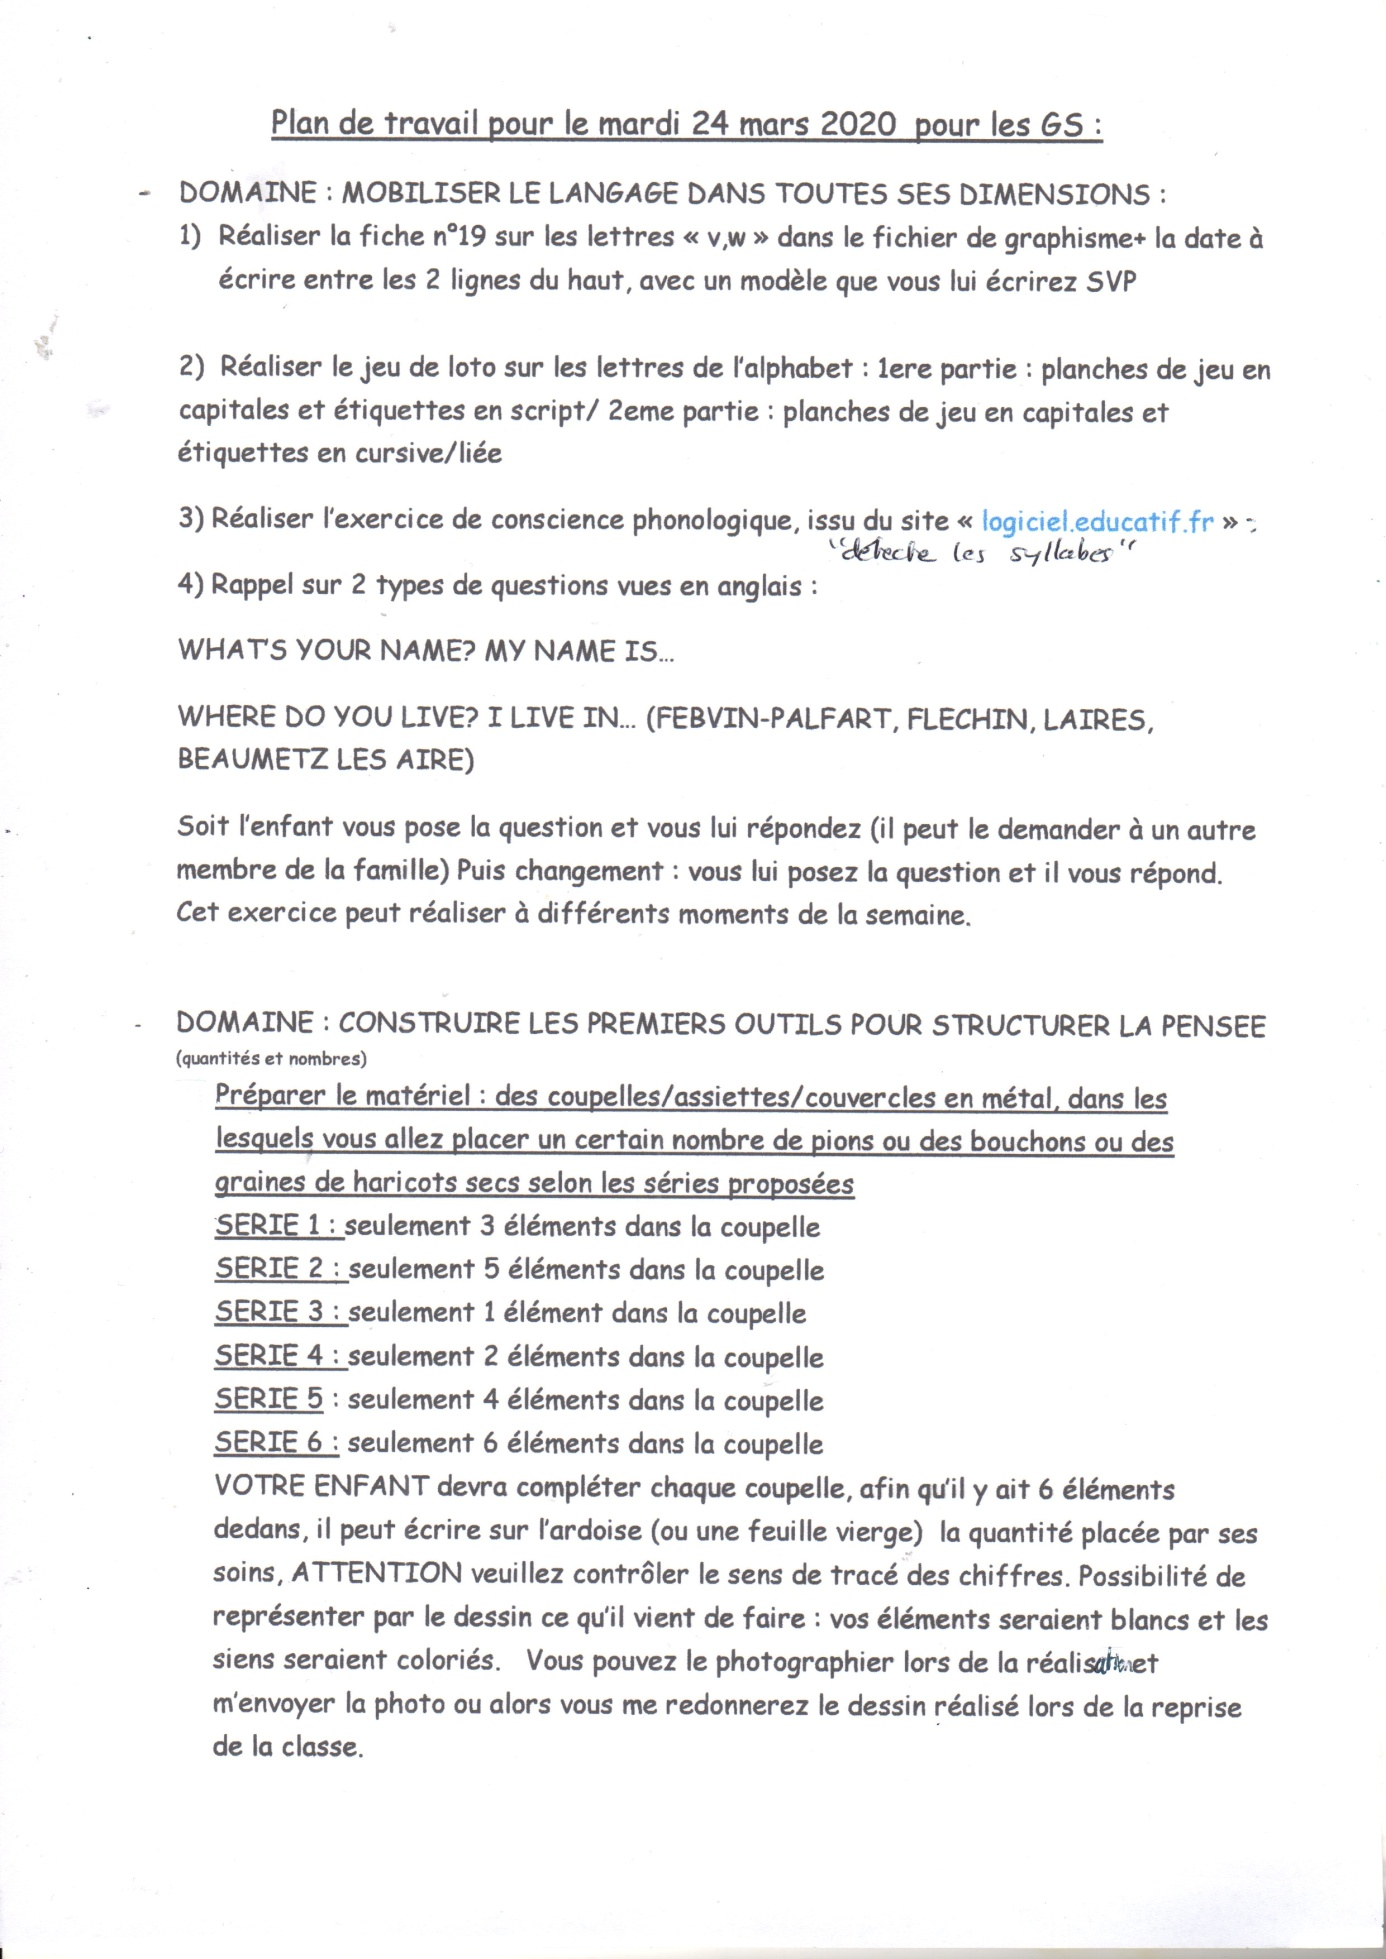 Plan de travail pour le mardi 24 mars 2020 pour les GS :
- DOMAINE : MOBILISER LE LANGAGE DANS TOUTES SES DIMENSIONS :
1) Réaliser la fiche n°19 sur les lettres « v,w » dans le fichier de graphisme+ la date à
écrire entre les 2 lignes du haut, avec un modèle que vous lui écrirez SVP
2) Réaliser le jeu de loto sur les lettres de l'alphabet : 1ere partie : planches de jeu en
capitales et étiquettes en script/ 2eme partie : planches de jeu en capitales et
étiquettes en cursive/liée
3) Réaliser l'exercice de conscience phonologique, issu du site « logiciel.educatif.fr » :
"détache les syllabes"
4) Rappel sur 2 types de questions vues en anglais :
WHAT'S YOUR NAME? MY NAME IS...
WHERE DO YOU LIVE? I LIVE IN... (FEBVIN-PALFART, FLECHIN, LAIRES,
BEAUMETZ LES AIRE)
Soit l'enfant vous pose la question et vous lui répondez (il peut le demander à un autre
membre de la famille) Puis changement : vous lui posez la question et il vous répond.
Cet exercice peut réaliser à différents moments de la semaine.
- DOMAINE : CONSTRUIRE LES PREMIERS OUTILS POUR STRUCTURER LA PENSEE
(quantités et nombres)
Préparer le matériel : des coupelles/assiettes/couvercles en métal, dans les
lesquels vous allez placer un certain nombre de pions ou des bouchons ou des
graines de haricots secs selon les séries proposées
SERIE 1 : seulement 3 éléments dans la coupelle
SERIE 2 : seulement 5 éléments dans la coupelle
SERIE 3 : seulement 1 élément dans la coupelle
SERIE 4 : seulement 2 éléments dans la coupelle
SERIE 5 : seulement 4 éléments dans la coupelle
SERIE 6 : seulement 6 éléments dans la coupelle
VOTRE ENFANT devra compléter chaque coupelle, afin qu'il y ait 6 éléments
dedans, il peut écrire sur l'ardoise (ou une feuille vierge) la quantité placée par ses
soins, ATTENTION veuillez contrôler le sens de tracé des chiffres. Possibilité de
représenter par le dessin ce qu'il vient de faire : vos éléments seraient blancs et les
siens seraient coloriés. Vous pouvez le photographier lors de la réalisation et
m'envoyer la photo ou alors vous me redonnerez le dessin réalisé lors de la reprise
de la classe.